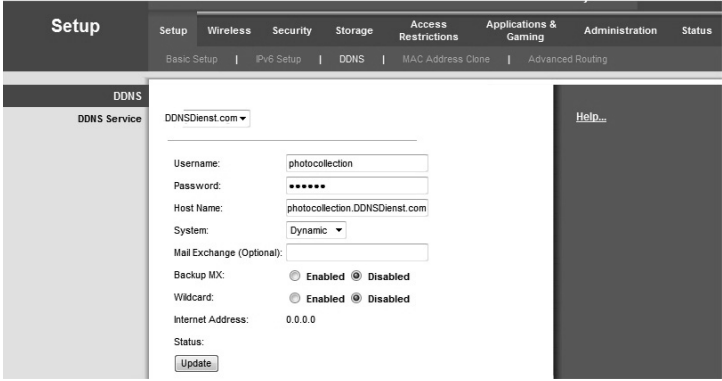 Setup
Setup Wireless Security Storage Access Restrictions Applications & Gaming Administration Status
Basic Setup | IPv6 Setup | DDNS | MAC Address Clone | Advanced Routing
DDNS
DDNS Service
DDNSDienst.com
Help...
Username: photocollection
Password: ••••••
Host Name: photocollection.DDNSDienst.com
System: Dynamic
Mail Exchange (Optional):
Backup MX: Enabled Disabled
Wildcard: Enabled Disabled
Internet Address: 0.0.0.0
Status:
Update